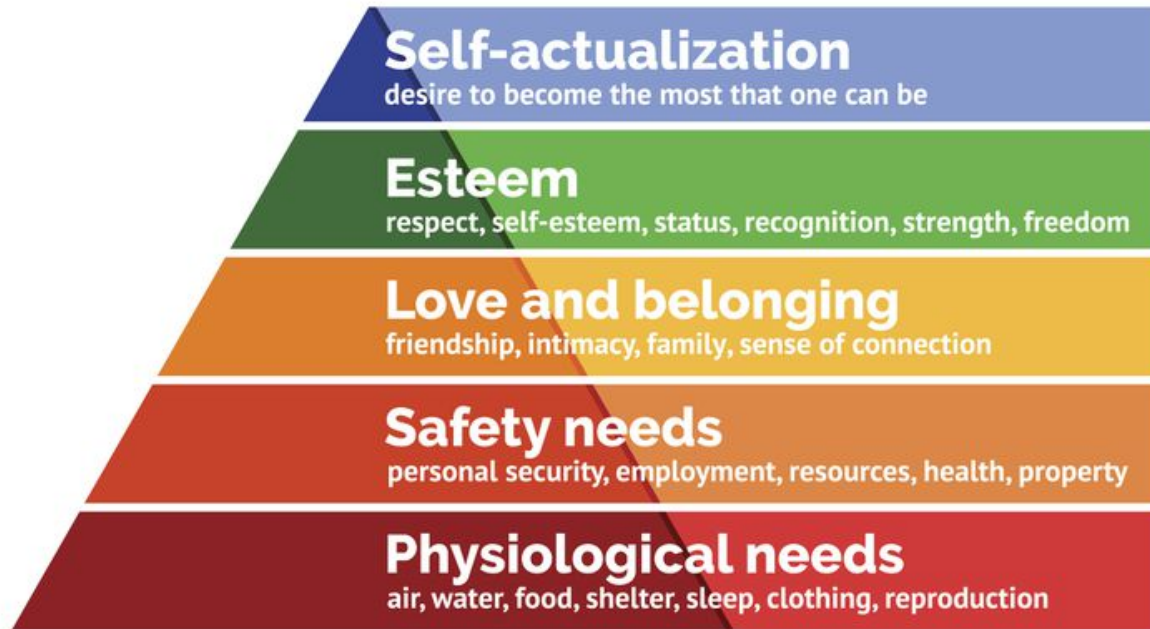 Self-actualization
desire to become the most that one can be
Esteem
respect, self-esteem, status, recognition, strength, freedom
Love and belonging
friendship, intimacy, family, sense of connection
Safety needs
personal security, employment, resources, health, property
Physiological needs
air, water, food, shelter, sleep, clothing, reproduction